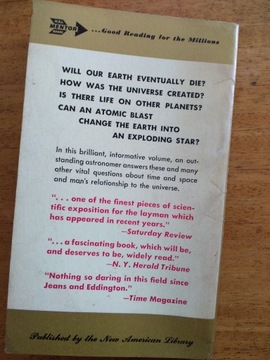 MENTOR
...Good Reading for the Millions
WILL OUR EARTH EVENTUALLY DIE?
HOW WAS THE UNIVERSE CREATED?
IS THERE LIFE ON OTHER PLANETS?
CAN AN ATOMIC BLAST
CHANGE THE EARTH INTO
AN EXPLODING STAR?
In this brilliant, informative volume, an out-
standing astronomer answers these and many
other vital questions about time and space
and man's relationship to the universe.
". . . one of the finest pieces of scien-
tific exposition for the layman which
has appeared in recent years."
—Saturday Review
". . . a fascinating book, which will be,
and deserves to be, widely read."
—N. Y. Herald Tribune
"Nothing so daring in this field since
Jeans and Eddington."
—Time Magazine
Published by the New American Library